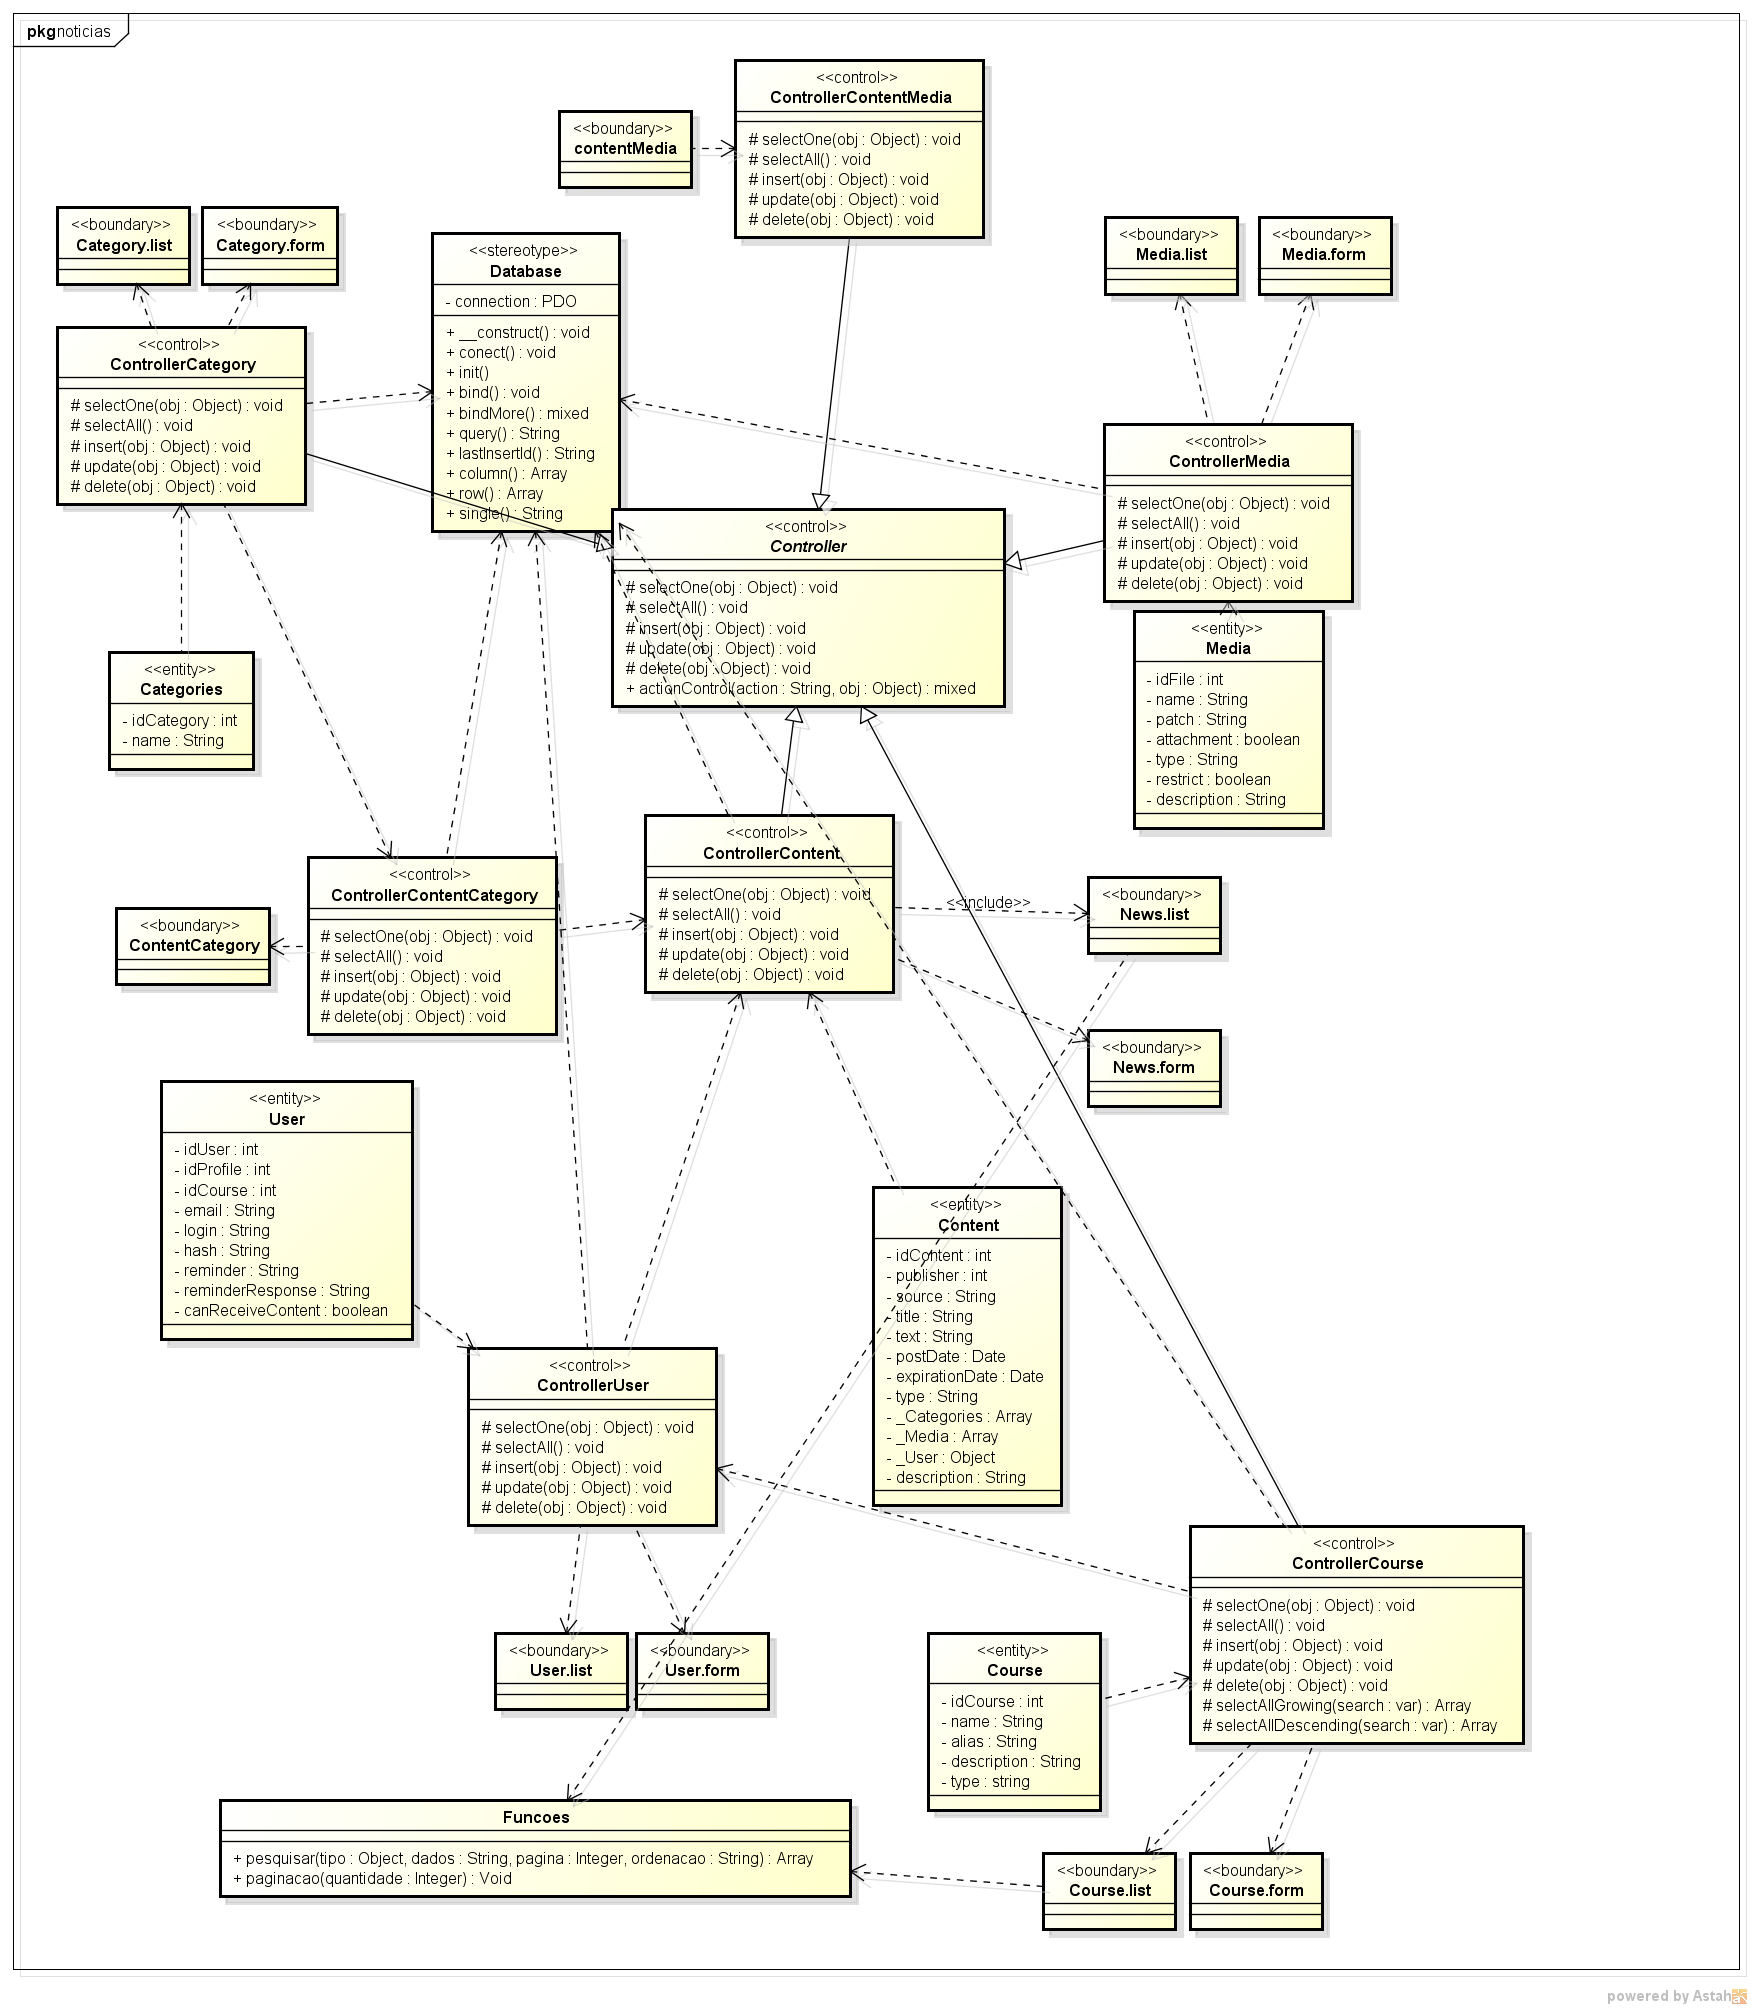 pkg noticias
<<control>>
ControllerContentMedia
# selectOne(obj : Object) : void
# selectAll() : void
# insert(obj : Object) : void
# update(obj : Object) : void
# delete(obj : Object) : void
<<boundary>>
contentMedia
<<boundary>>
Category.list
<<boundary>>
Category.form
<<stereotype>>
Database
- connection : PDO
+ __construct() : void
+ conect() : void
+ init()
+ bind() : void
+ bindMore() : mixed
+ query() : String
+ lastInsertId() : String
+ column() : Array
+ row() : Array
+ single() : String
<<boundary>>
Media.list
<<boundary>>
Media.form
<<control>>
ControllerCategory
# selectOne(obj : Object) : void
# selectAll() : void
# insert(obj : Object) : void
# update(obj : Object) : void
# delete(obj : Object) : void
<<control>>
ControllerMedia
# selectOne(obj : Object) : void
# selectAll() : void
# insert(obj : Object) : void
# update(obj : Object) : void
# delete(obj : Object) : void
<<control>>
Controller
# selectOne(obj : Object) : void
# selectAll() : void
# insert(obj : Object) : void
# update(obj : Object) : void
# delete(obj : Object) : void
+ actionControl(action : String, obj : Object) : mixed
<<entity>>
Media
- idFile : int
- name : String
- patch : String
- attachment : boolean
- type : String
- restrict : boolean
- description : String
<<entity>>
Categories
- idCategory : int
- name : String
<<control>>
ControllerContent
# selectOne(obj : Object) : void
# selectAll() : void
# insert(obj : Object) : void
# update(obj : Object) : void
# delete(obj : Object) : void
<<control>>
ControllerContentCategory
# selectOne(obj : Object) : void
# selectAll() : void
# insert(obj : Object) : void
# update(obj : Object) : void
# delete(obj : Object) : void
<<boundary>>
ContentCategory
<<include>>
<<boundary>>
News.list
<<boundary>>
News.form
<<entity>>
User
- idUser : int
- idProfile : int
- idCourse : int
- email : String
- login : String
- hash : String
- reminder : String
- reminderResponse : String
- canReceiveContent : boolean
<<entity>>
Content
- idContent : int
- publisher : int
- source : String
- title : String
- text : String
- postDate : Date
- expirationDate : Date
- type : String
- _Categories : Array
- _Media : Array
- _User : Object
- description : String
<<control>>
ControllerUser
# selectOne(obj : Object) : void
# selectAll() : void
# insert(obj : Object) : void
# update(obj : Object) : void
# delete(obj : Object) : void
<<control>>
ControllerCourse
# selectOne(obj : Object) : void
# selectAll() : void
# insert(obj : Object) : void
# update(obj : Object) : void
# delete(obj : Object) : void
# selectAllGrowing(search : var) : Array
# selectAllDescending(search : var) : Array
<<boundary>>
User.list
<<boundary>>
User.form
<<entity>>
Course
- idCourse : int
- name : String
- alias : String
- description : String
- type : string
Funcoes
+ pesquisar(tipo : Object, dados : String, pagina : Integer, ordenacao : String) : Array
+ paginacao(quantidade : Integer) : Void
<<boundary>>
Course.list
<<boundary>>
Course.form
powered by Astah